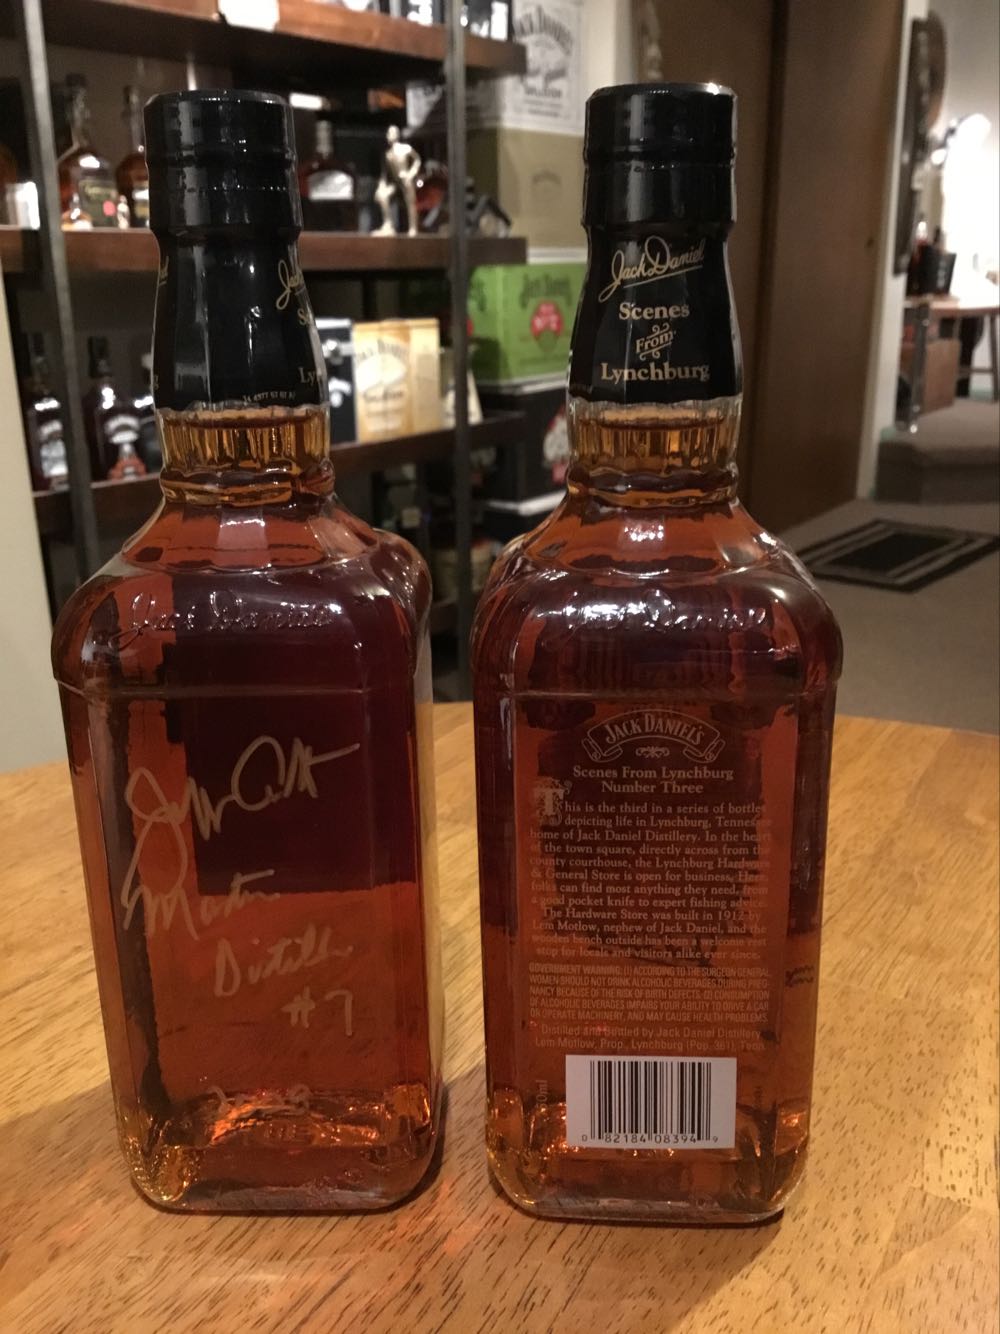 Jack Daniel
Scenes
From
Lynchburg
Jack Daniel
Jeff Arnett
Master
Distiller
#7
JACK DANIEL'S
Scenes From Lynchburg
Number Three
This is the third in a series of bottles
depicting life in Lynchburg, Tennessee
home of Jack Daniel Distillery. In the heart
of the town square, directly across from the
county courthouse, the Lynchburg Hardware
& General Store is open for business. Here,
folks can find most anything they need, from
a good pocket knife to expert fishing advice.
The Hardware Store was built in 1912 by
Lem Motlow, nephew of Jack Daniel, and the
wooden bench outside has been a welcome rest
stop for locals and visitors alike ever since.
GOVERNMENT WARNING: (1) ACCORDING TO THE SURGEON GENERAL,
WOMEN SHOULD NOT DRINK ALCOHOLIC BEVERAGES DURING PREG-
NANCY BECAUSE OF THE RISK OF BIRTH DEFECTS. (2) CONSUMPTION
OF ALCOHOLIC BEVERAGES IMPAIRS YOUR ABILITY TO DRIVE A CAR
OR OPERATE MACHINERY, AND MAY CAUSE HEALTH PROBLEMS.
Distilled and Bottled by Jack Daniel Distillery
Lem Motlow, Prop., Lynchburg (Pop. 361), Tenn.
0 82184 08394 9